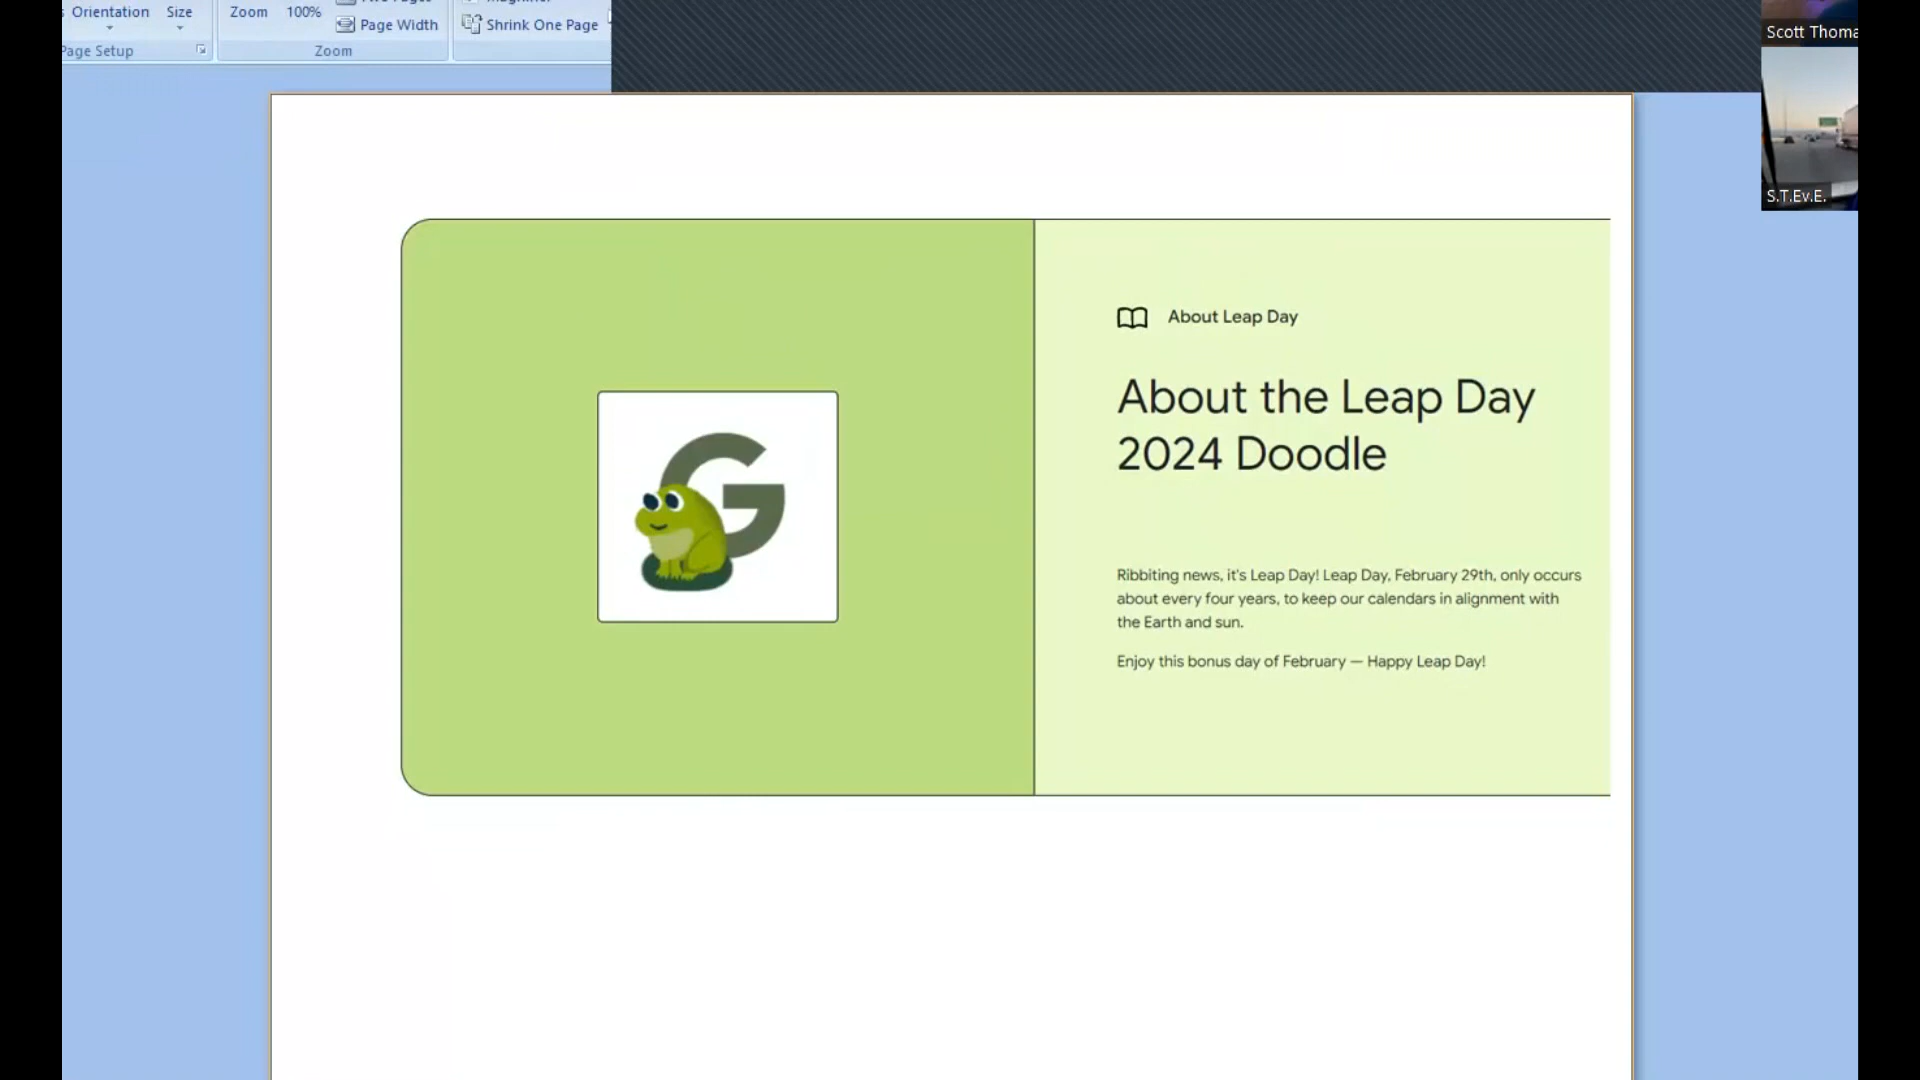 Orientation
Size
Zoom
100%
Page Width
Shrink One Page
Page Setup
Zoom
Scott Thoma
S.T.Ev.E.
About Leap Day
About the Leap Day
2024 Doodle
G
Ribbiting news, it's Leap Day! Leap Day, February 29th, only occurs
about every four years, to keep our calendars in alignment with
the Earth and sun.
Enjoy this bonus day of February — Happy Leap Day!